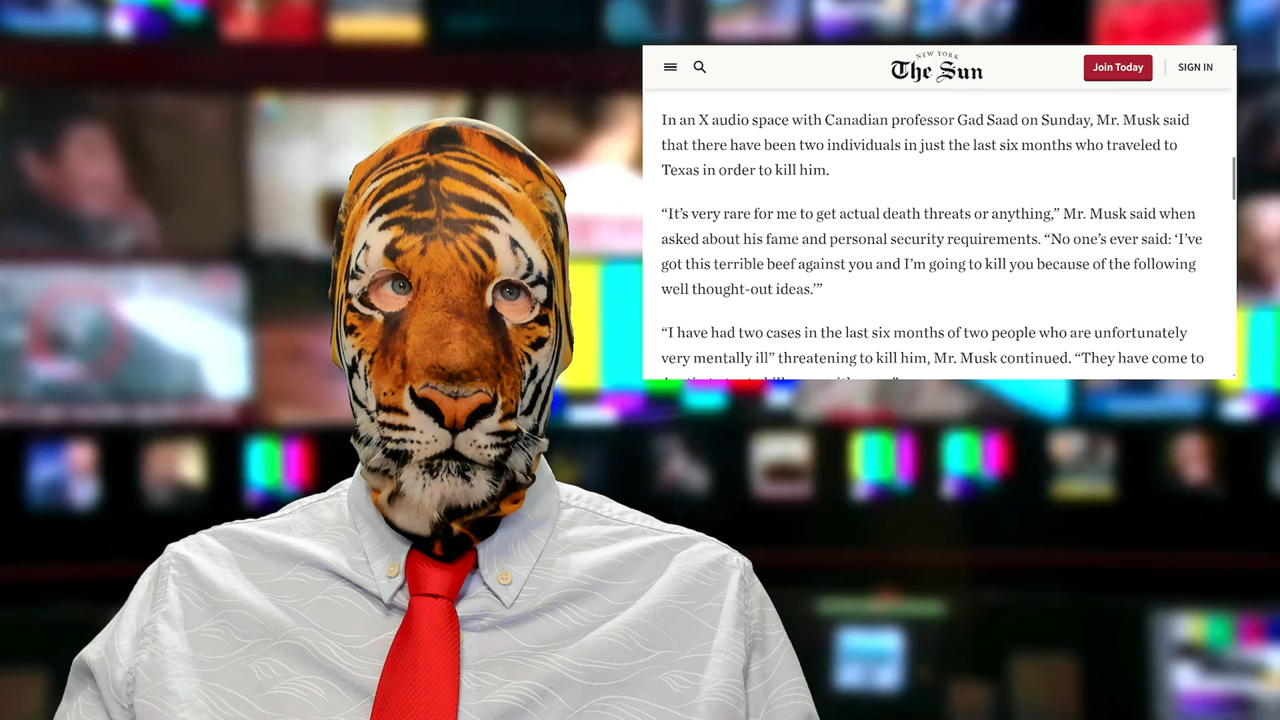 NEW YORK
The Sun
Join Today
SIGN IN
In an X audio space with Canadian professor Gad Saad on Sunday, Mr. Musk said
that there have been two individuals in just the last six months who traveled to
Texas in order to kill him.
“It’s very rare for me to get actual death threats or anything,” Mr. Musk said when
asked about his fame and personal security requirements. “No one’s ever said: ‘I’ve
got this terrible beef against you and I’m going to kill you because of the following
well thought-out ideas.’”
“I have had two cases in the last six months of two people who are unfortunately
very mentally ill” threatening to kill him, Mr. Musk continued. “They have come to